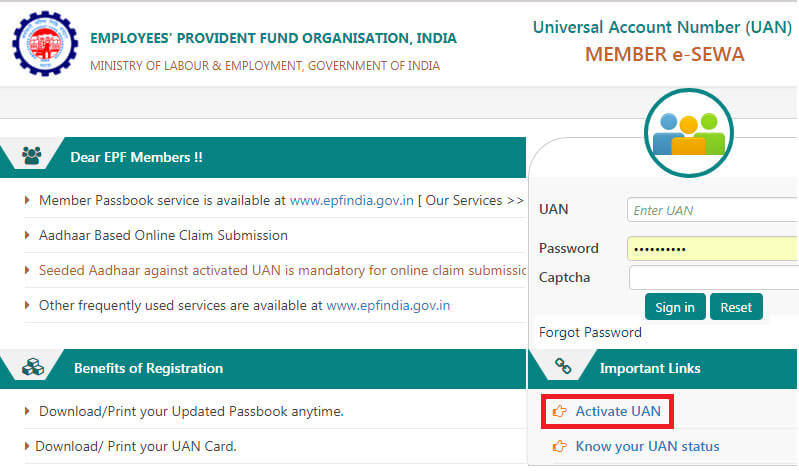 EMPLOYEES' PROVIDENT FUND ORGANISATION, INDIA
MINISTRY OF LABOUR & EMPLOYMENT, GOVERNMENT OF INDIA
Universal Account Number (UAN)
MEMBER e-SEWA
Dear EPF Members !!
Member Passbook service is available at www.epfindia.gov.in [ Our Services >>
Aadhaar Based Online Claim Submission
Seeded Aadhaar against activated UAN is mandatory for online claim submissio
Other frequently used services are available at www.epfindia.gov.in
UAN
Enter UAN
Password
••••••••••
Captcha
Sign in
Reset
Forgot Password
Benefits of Registration
Download/Print your Updated Passbook anytime.
Download/ Print your UAN Card.
Important Links
Activate UAN
Know your UAN status